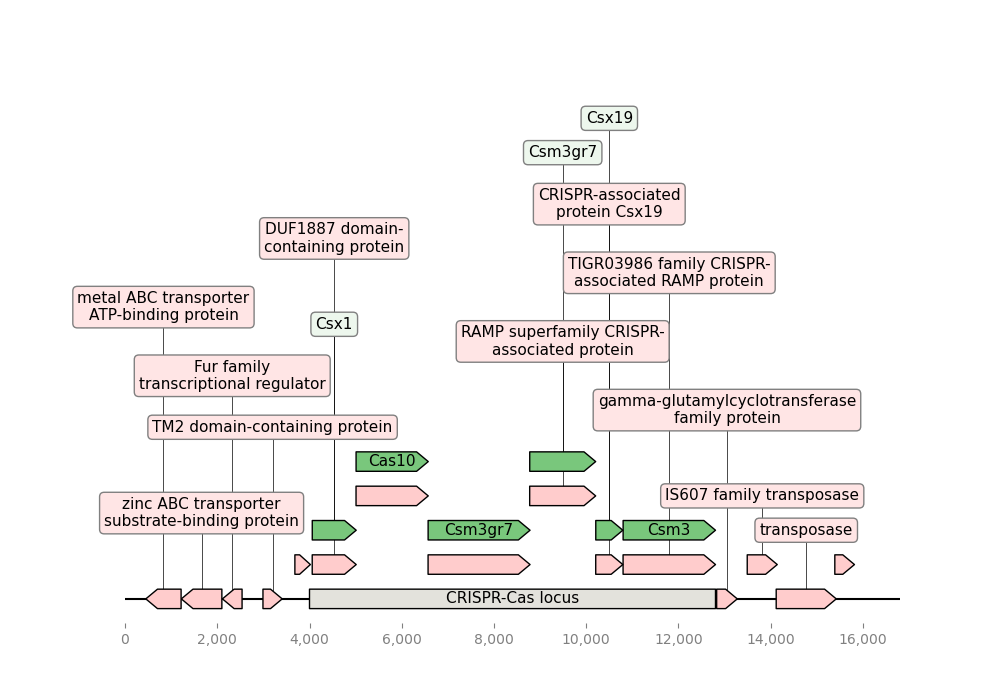 Csx19
Csm3gr7
CRISPR-associated
protein Csx19
DUF1887 domain-
containing protein
TIGR03986 family CRISPR-
associated RAMP protein
metal ABC transporter
ATP-binding protein
Csx1
RAMP superfamily CRISPR-
associated protein
Fur family
transcriptional regulator
gamma-glutamylcyclotransferase
family protein
TM2 domain-containing protein
Cas10
IS607 family transposase
zinc ABC transporter
substrate-binding protein
Csm3gr7
Csm3
transposase
CRISPR-Cas locus
0
2,000
4,000
6,000
8,000
10,000
12,000
14,000
16,000